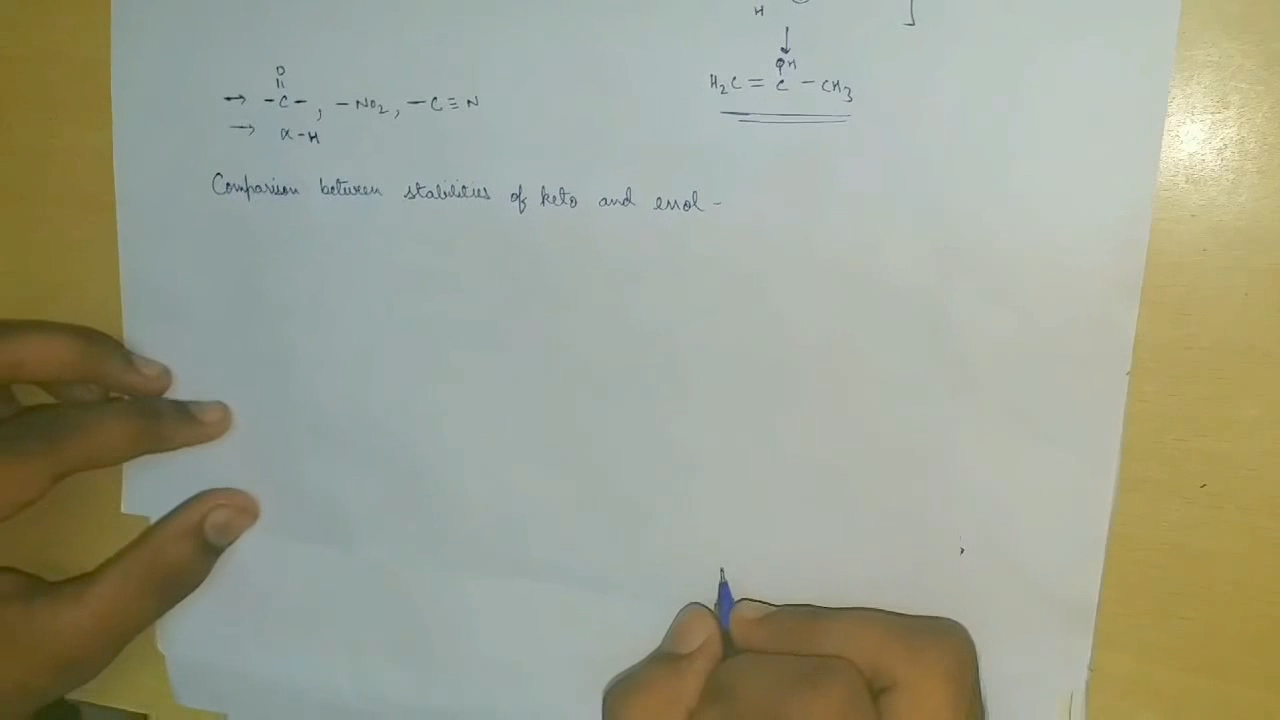 H
]
↓
OH
H₂C = C – CH₃
O
||
→ –C– , –NO₂, –C≡N
→ α–H
Comparison between stabilities of keto and enol –